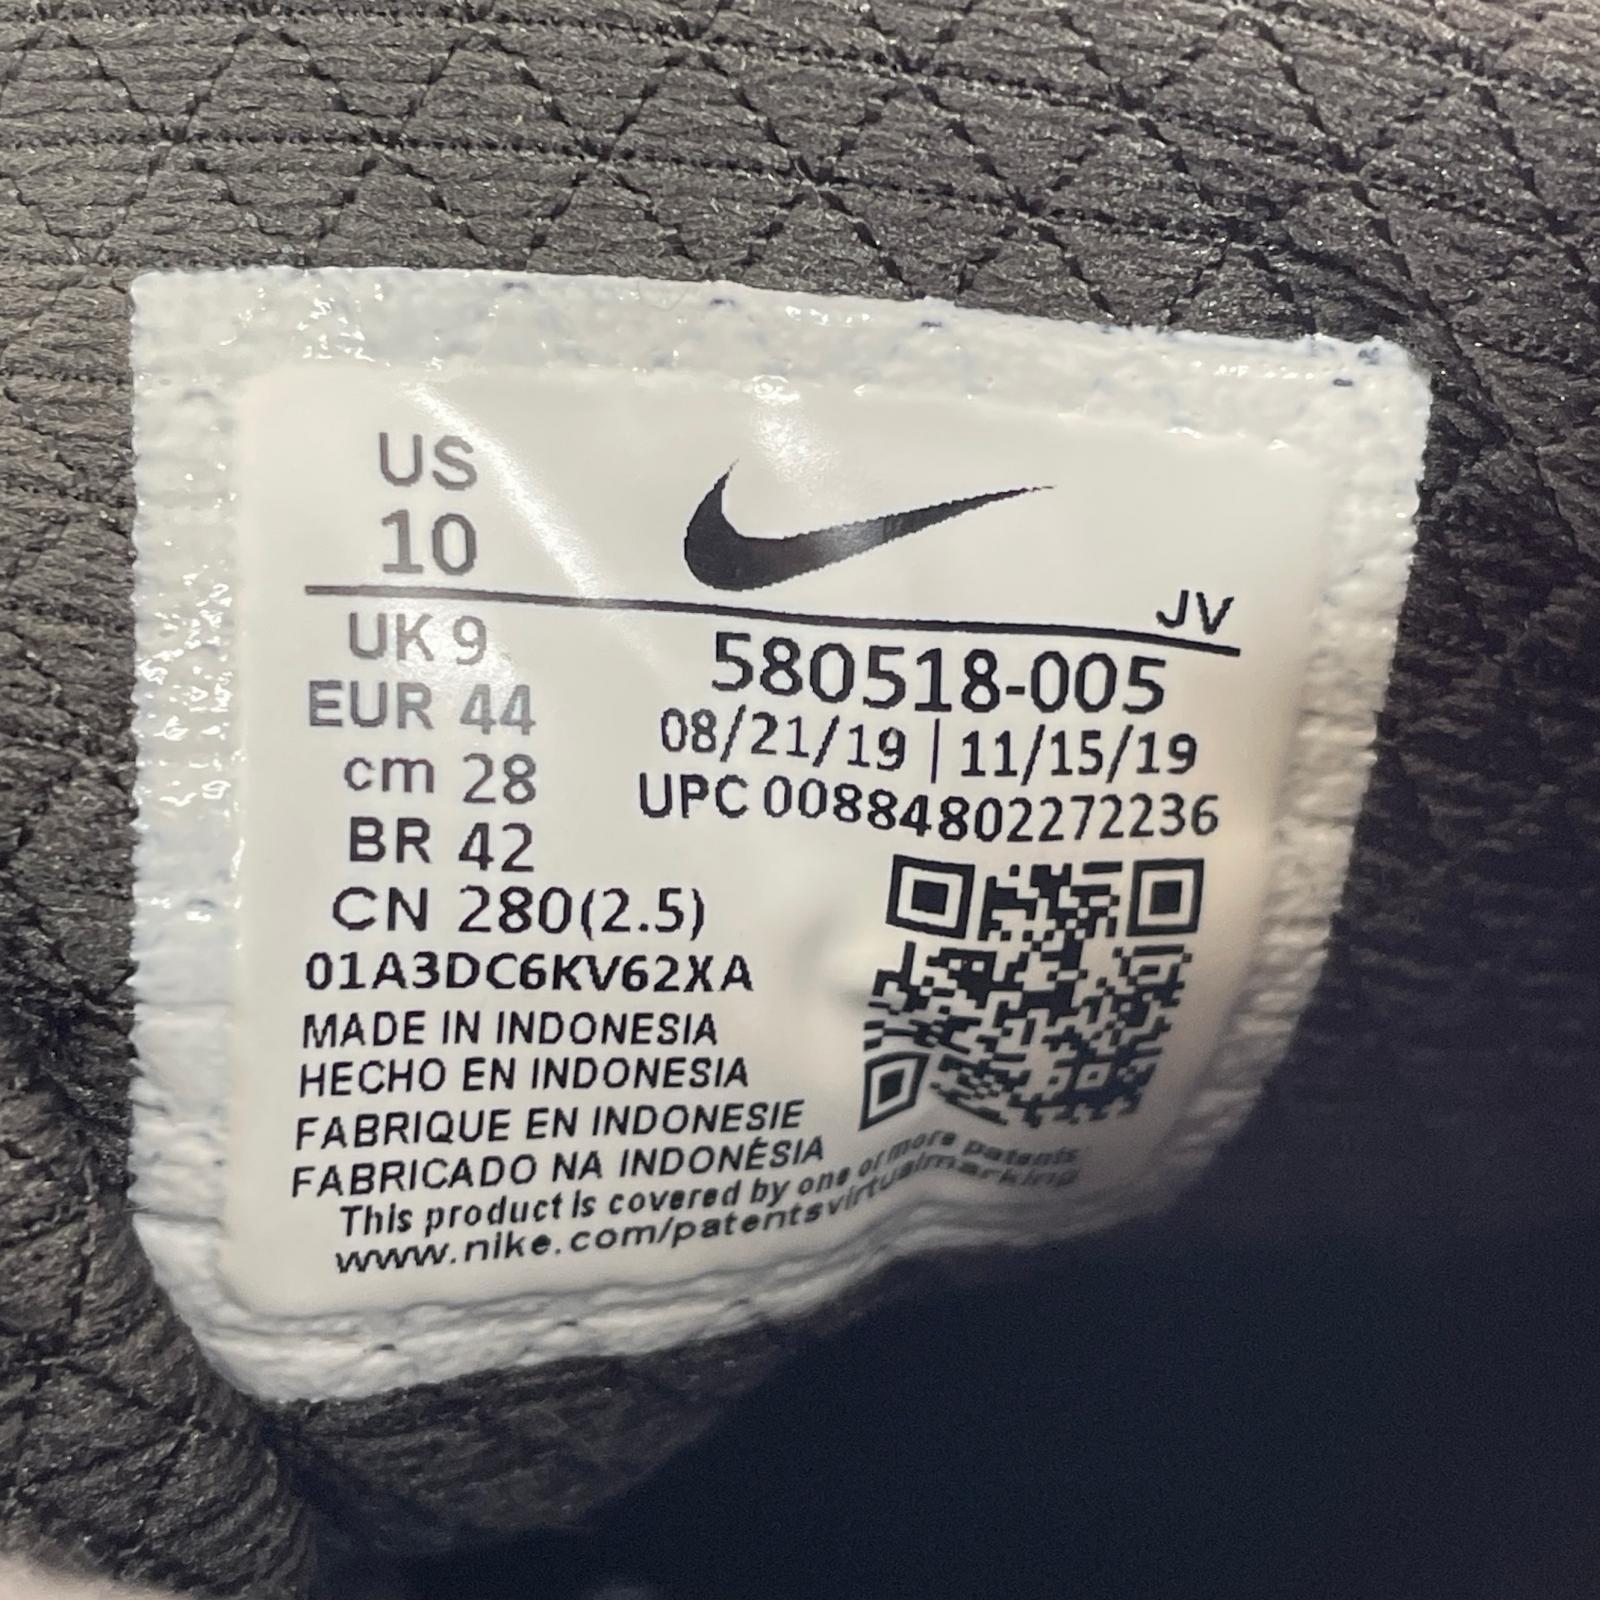 US
10
JV
UK 9
EUR 44
cm 28
BR 42
CN 280(2.5)
580518-005
08/21/19 | 11/15/19
UPC 00884802272236
01A3DC6KV62XA
MADE IN INDONESIA
HECHO EN INDONESIA
FABRIQUE EN INDONESIE
FABRICADO NA INDONÉSIA
This product is covered by one or more patents
www.nike.com/patentsvirtualmarking